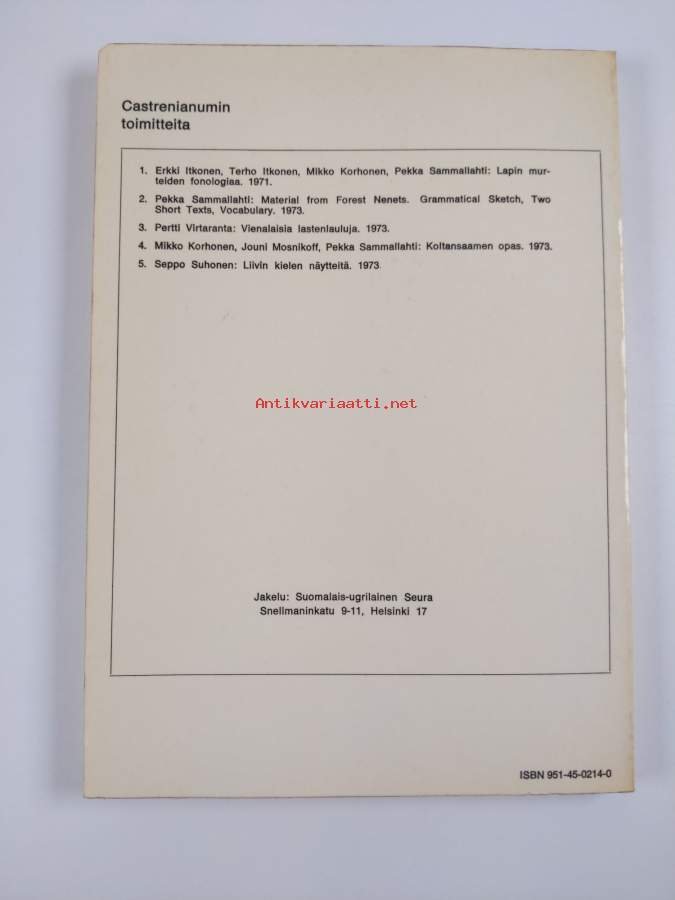 Castrenianumin
toimitteita
1. Erkki Itkonen, Terho Itkonen, Mikko Korhonen, Pekka Sammallahti: Lapin mur-
teiden fonologiaa. 1971.
2. Pekka Sammallahti: Material from Forest Nenets. Grammatical Sketch, Two
Short Texts, Vocabulary. 1973.
3. Pertti Virtaranta: Vienalaisia lastenlauluja. 1973.
4. Mikko Korhonen, Jouni Mosnikoff, Pekka Sammallahti: Koltansaamen opas. 1973.
5. Seppo Suhonen: Liivin kielen näytteitä. 1973.
Antikvariaatti.net
Jakelu: Suomalais-ugrilainen Seura
Snellmaninkatu 9-11, Helsinki 17
ISBN 951-45-0214-0